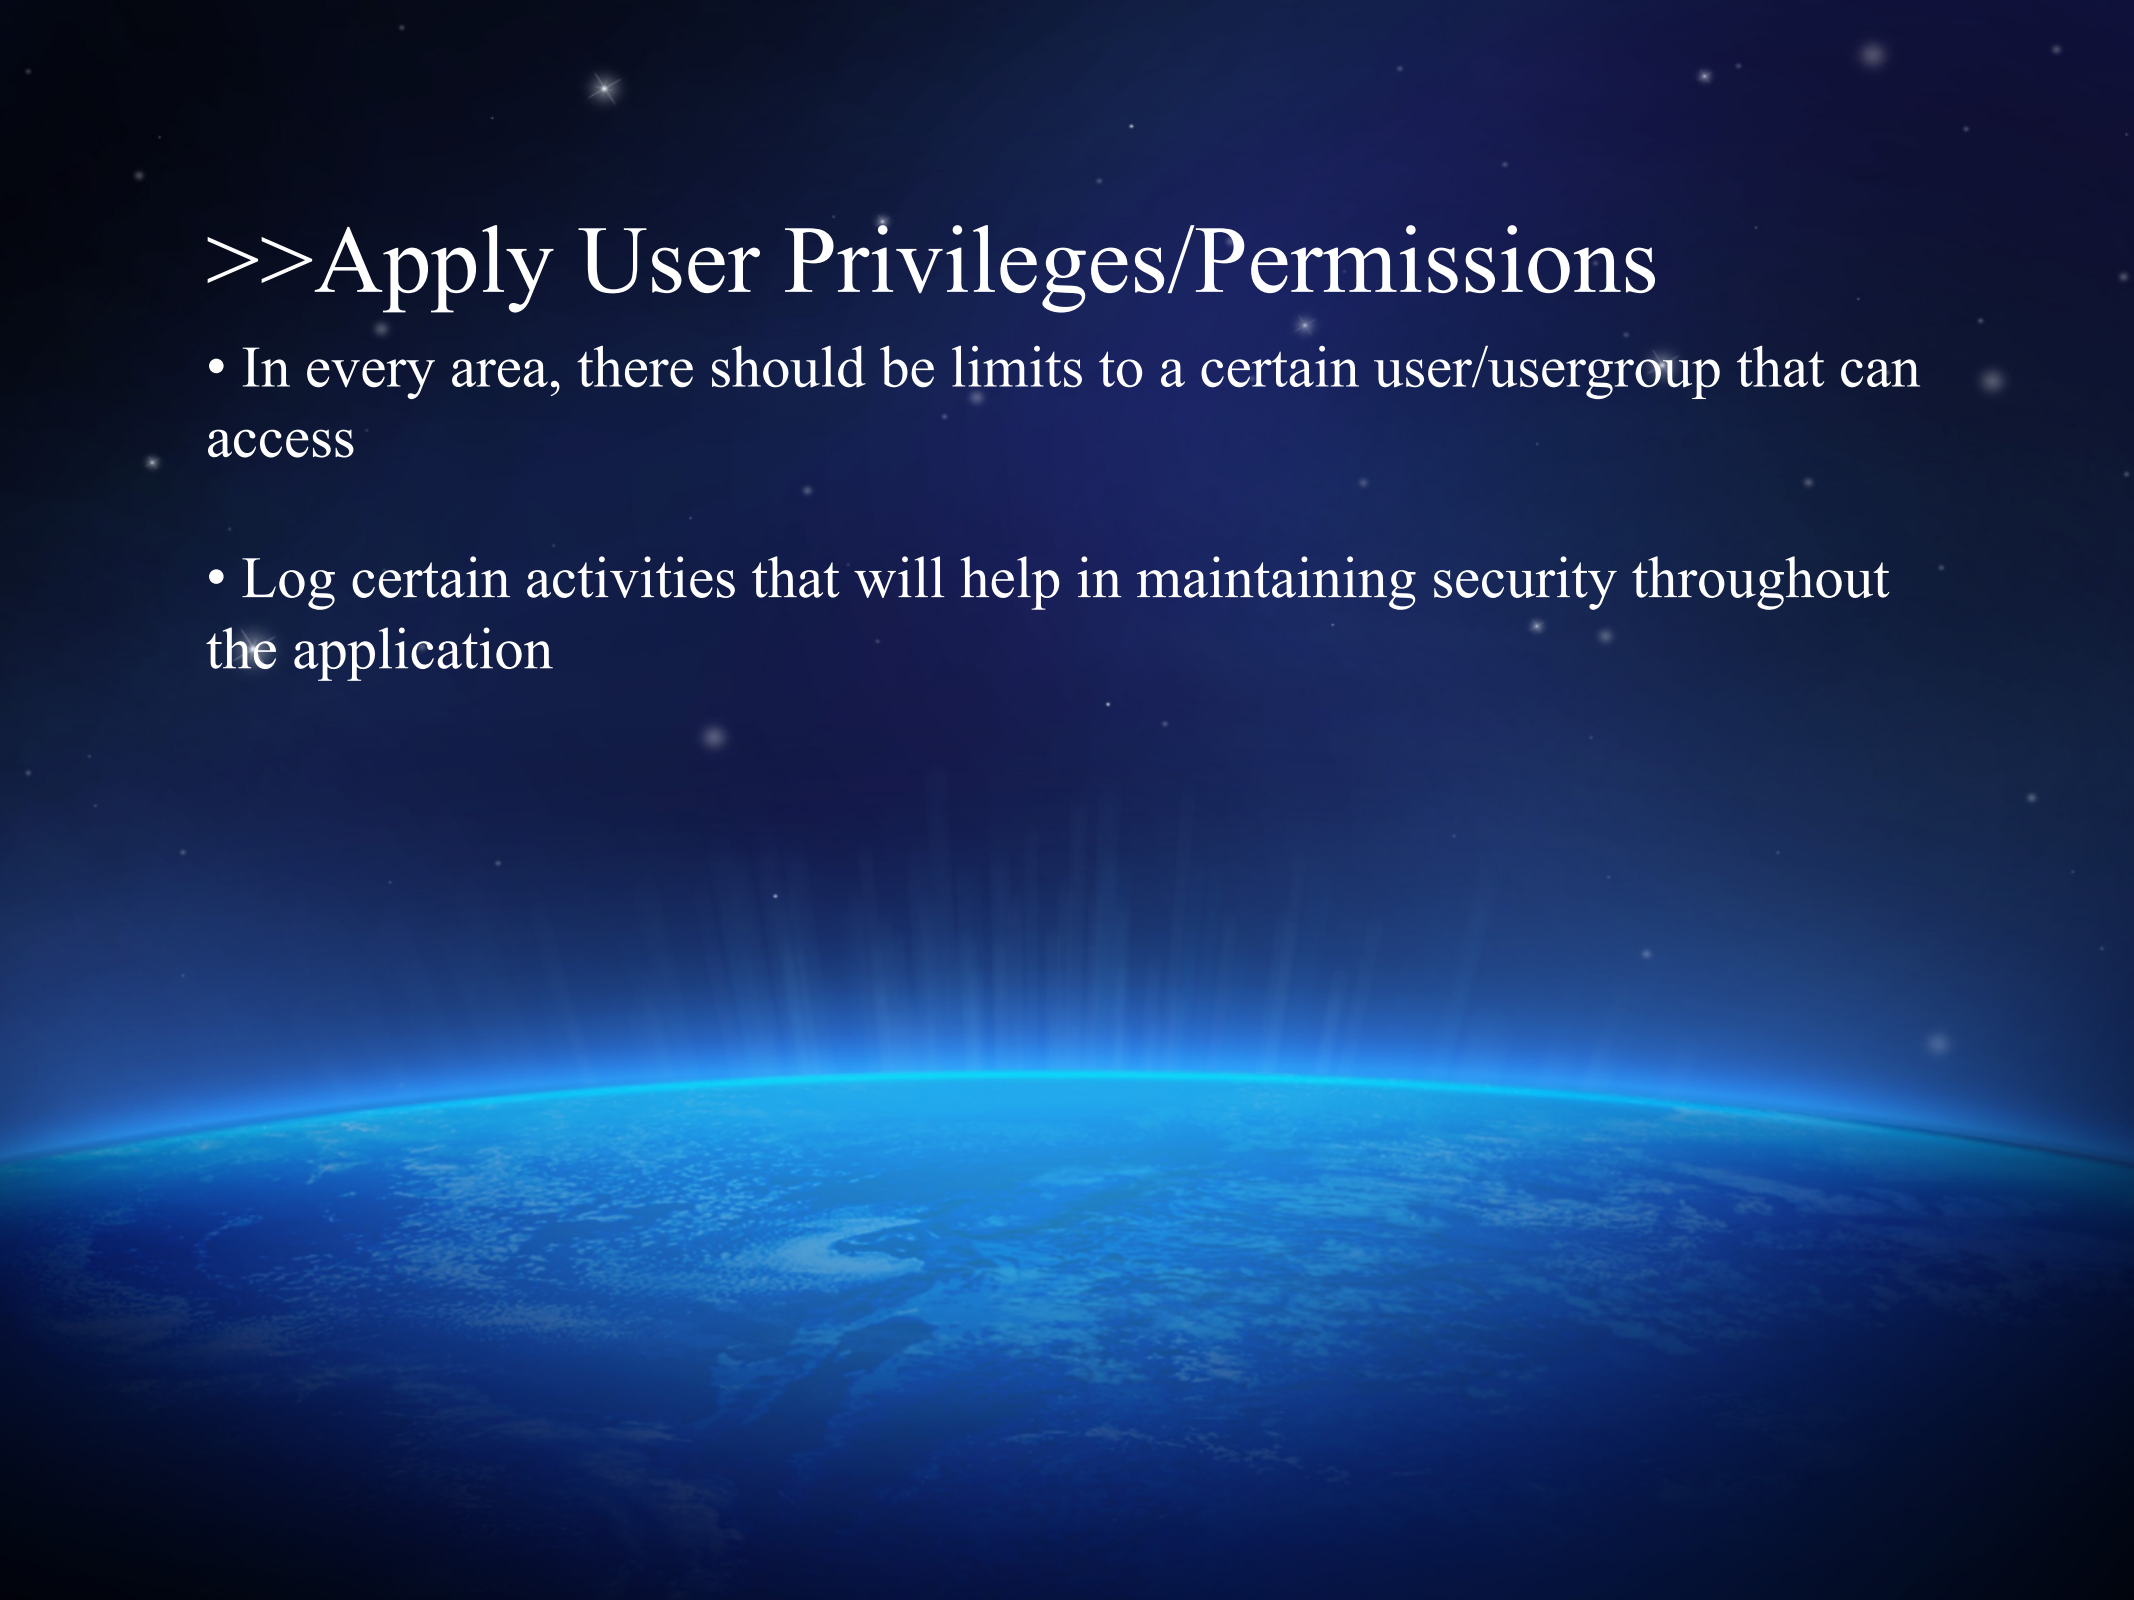 >>Apply User Privileges/Permissions
• In every area, there should be limits to a certain user/usergroup that can
access
• Log certain activities that will help in maintaining security throughout
the application